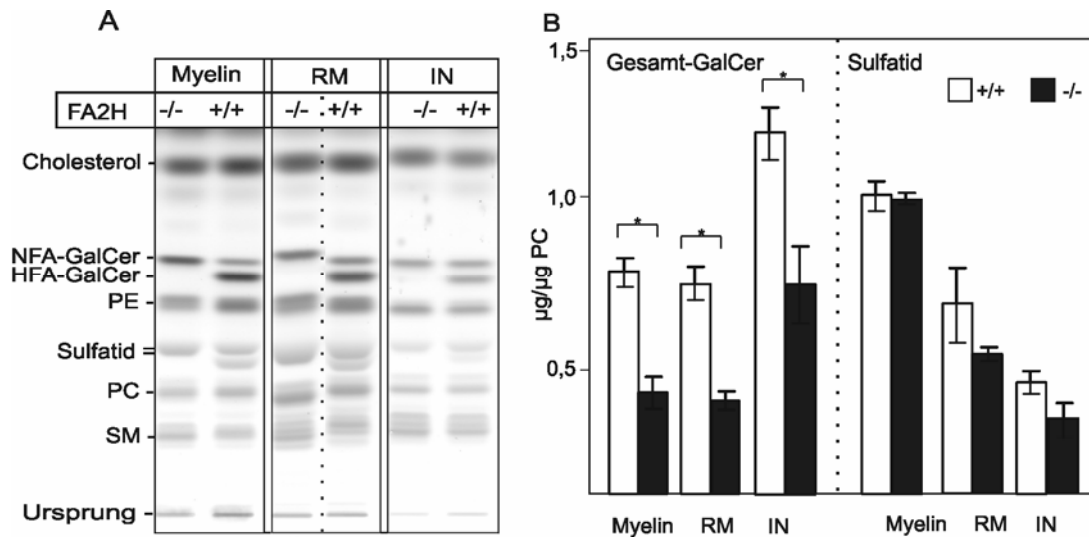 A
Myelin RM IN
FA2H -/- +/+ -/- +/+ -/- +/+
Cholesterol
NFA-GalCer
HFA-GalCer
PE
Sulfatid
PC
SM
Ursprung
B
1,5
1,0
0,5
µg/µg PC
Gesamt-GalCer Sulfatid
+/+ -/-
*
* *
Myelin RM IN Myelin RM IN